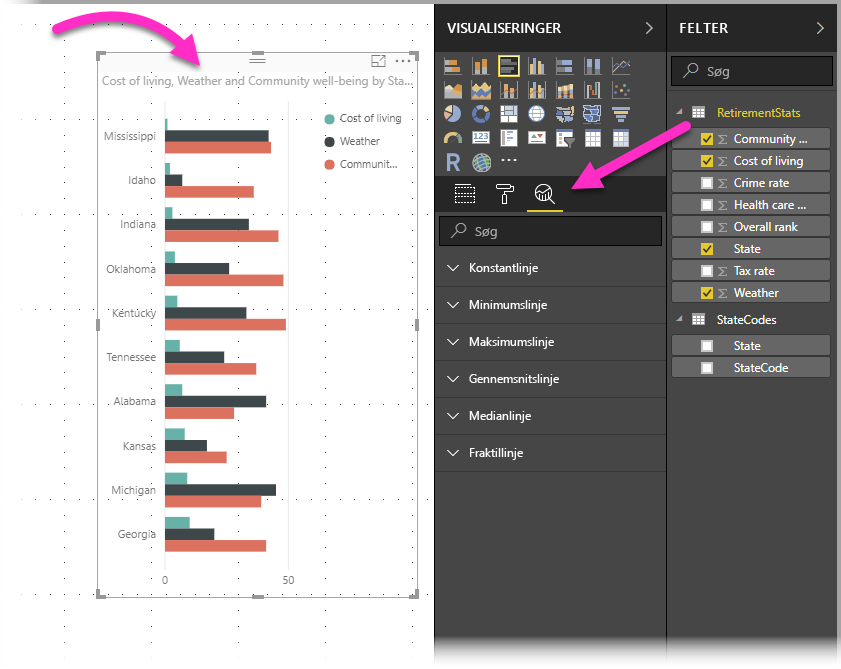 Cost of living, Weather and Community well-being by Sta...
Cost of living
Weather
Communit...
Mississippi
Idaho
Indiana
Oklahoma
Kentucky
Tennessee
Alabama
Kansas
Michigan
Georgia
0
50
VISUALISERINGER
123
R
Søg
Konstantlinje
Minimumslinje
Maksimumslinje
Gennemsnitslinje
Medianlinje
Fraktillinje
FELTER
Søg
RetirementStats
Σ Community ...
Σ Cost of living
Σ Crime rate
Σ Health care ...
Σ Overall rank
State
Σ Tax rate
Σ Weather
StateCodes
State
StateCode